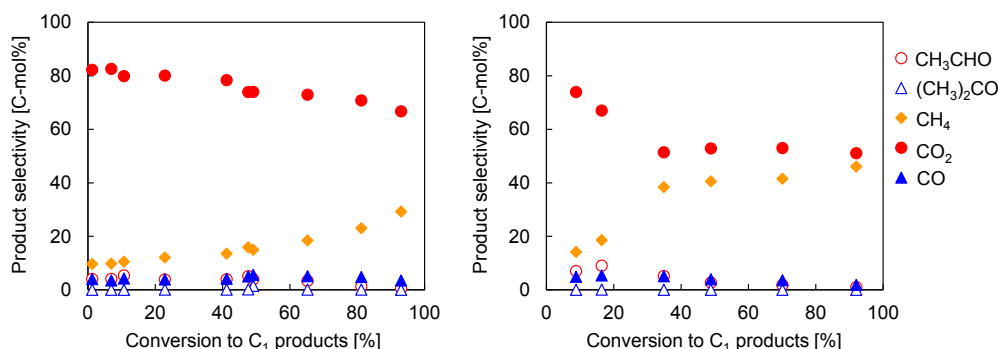 100
80
60
40
20
0
0 20 40 60 80 100
Product selectivity [C-mol%]
Conversion to C₁ products [%]
100
80
60
40
20
0
0 20 40 60 80 100
Product selectivity [C-mol%]
Conversion to C₁ products [%]
CH₃CHO
(CH₃)₂CO
CH₄
CO₂
CO